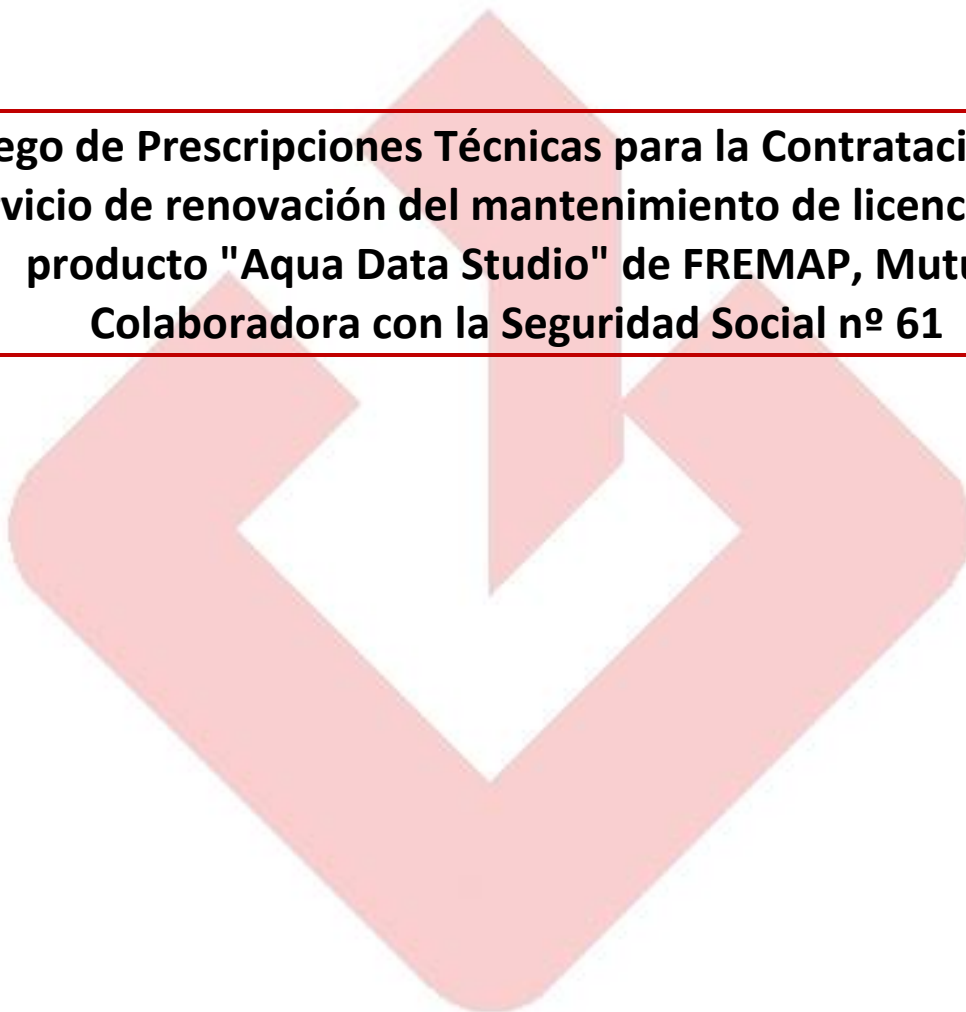 ego de Prescripciones Técnicas para la Contrataci
vicio de renovación del mantenimiento de licenc
producto "Aqua Data Studio" de FREMAP, Mutu
Colaboradora con la Seguridad Social nº 61